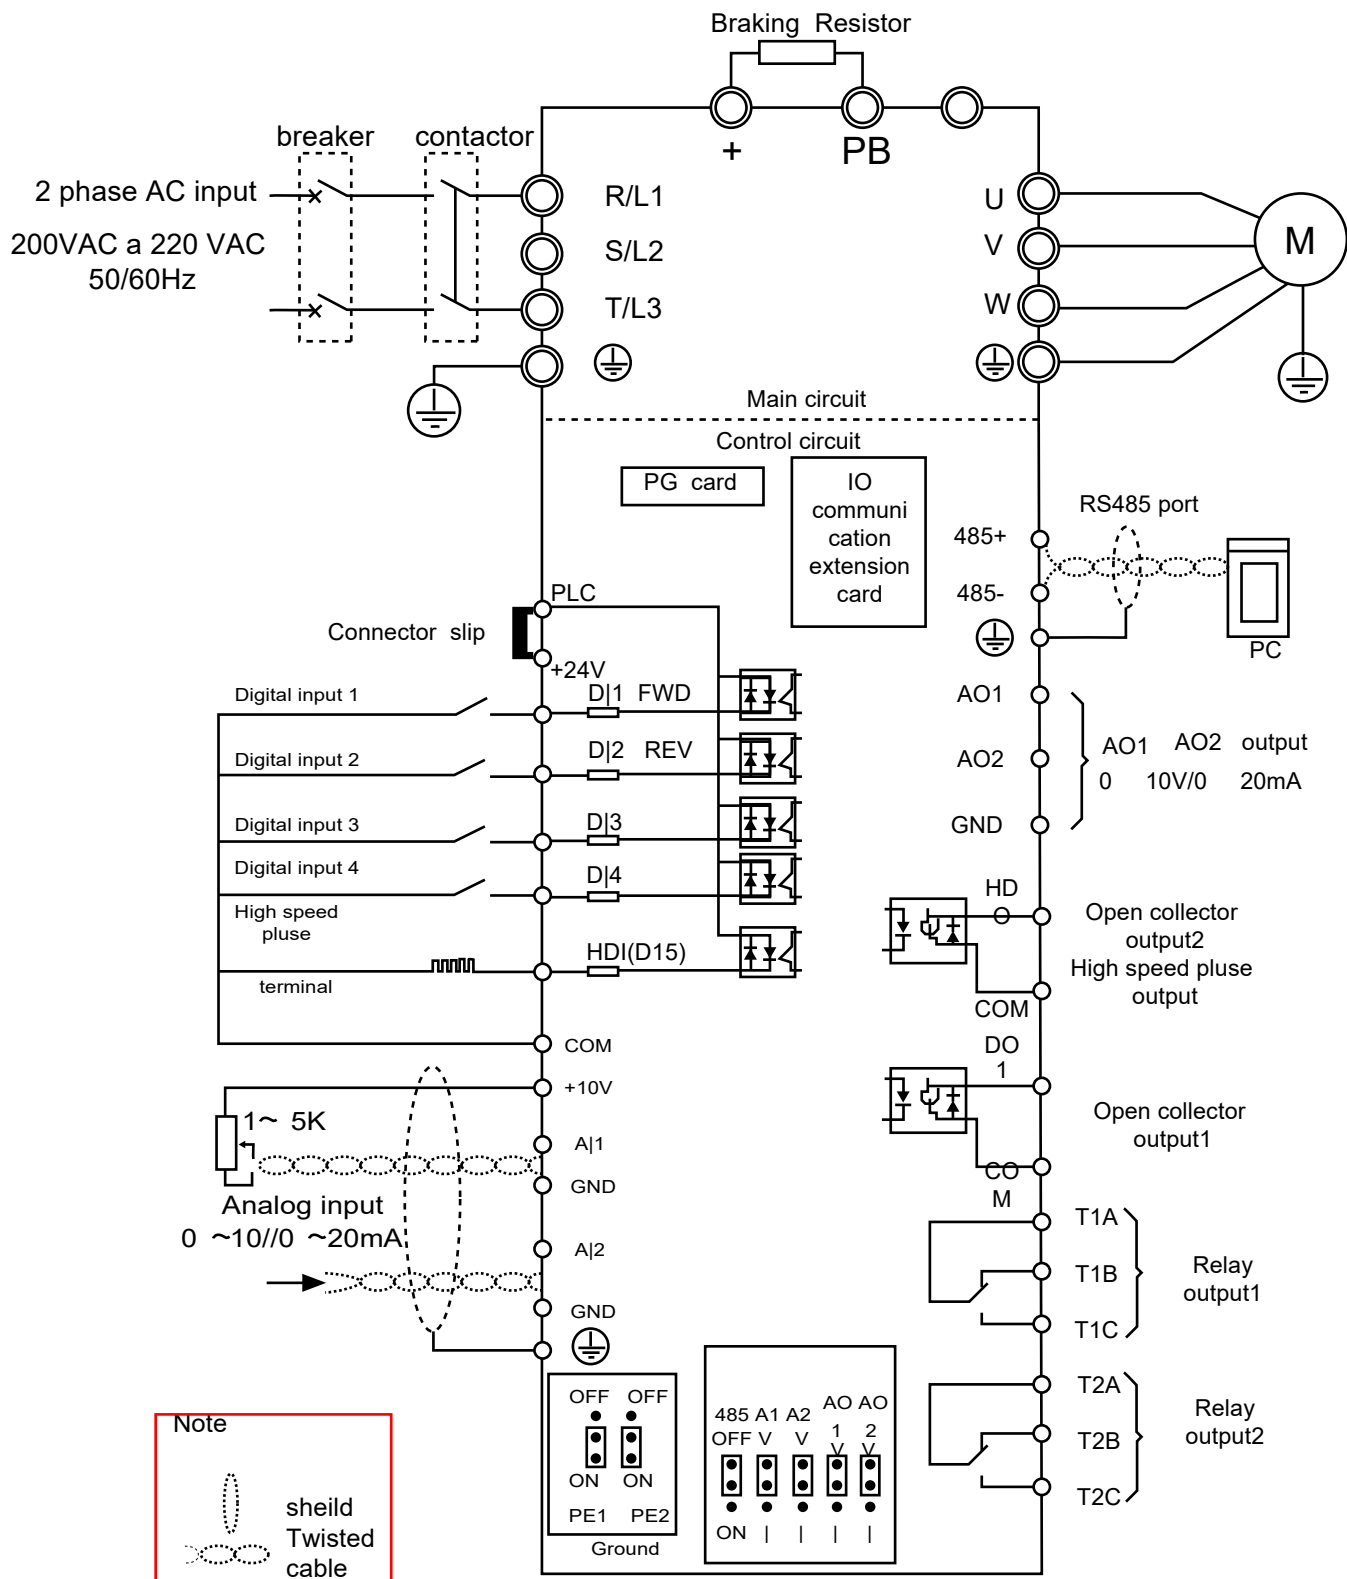 Braking Resistor
+
PB
breaker contactor
2 phase AC input
200VAC a 220 VAC
50/60Hz
R/L1
S/L2
T/L3
U
V
W
M
Main circuit
Control circuit
PG card
IO
communi
cation
extension
card
RS485 port
485+
485-
PC
PLC
Connector slip
+24V
Digital input 1
D|1 FWD
Digital input 2
D|2 REV
Digital input 3
D|3
Digital input 4
D|4
High speed
pluse
terminal
HDI(D15)
COM
+10V
1~ 5K
A|1
GND
Analog input
0 ~10//0 ~20mA
A|2
GND
AO1
AO2
GND
AO1 AO2 output
0 10V/0 20mA
HD
O
COM
Open collector
output2
High speed pluse
output
DO
1
CO
M
Open collector
output1
T1A
T1B
T1C
Relay
output1
T2A
T2B
T2C
Relay
output2
OFF OFF
ON ON
PE1 PE2
Ground
485 A1 A2 AO AO
1 2
OFF V V V V
ON | | | |
Note
sheild
Twisted
cable